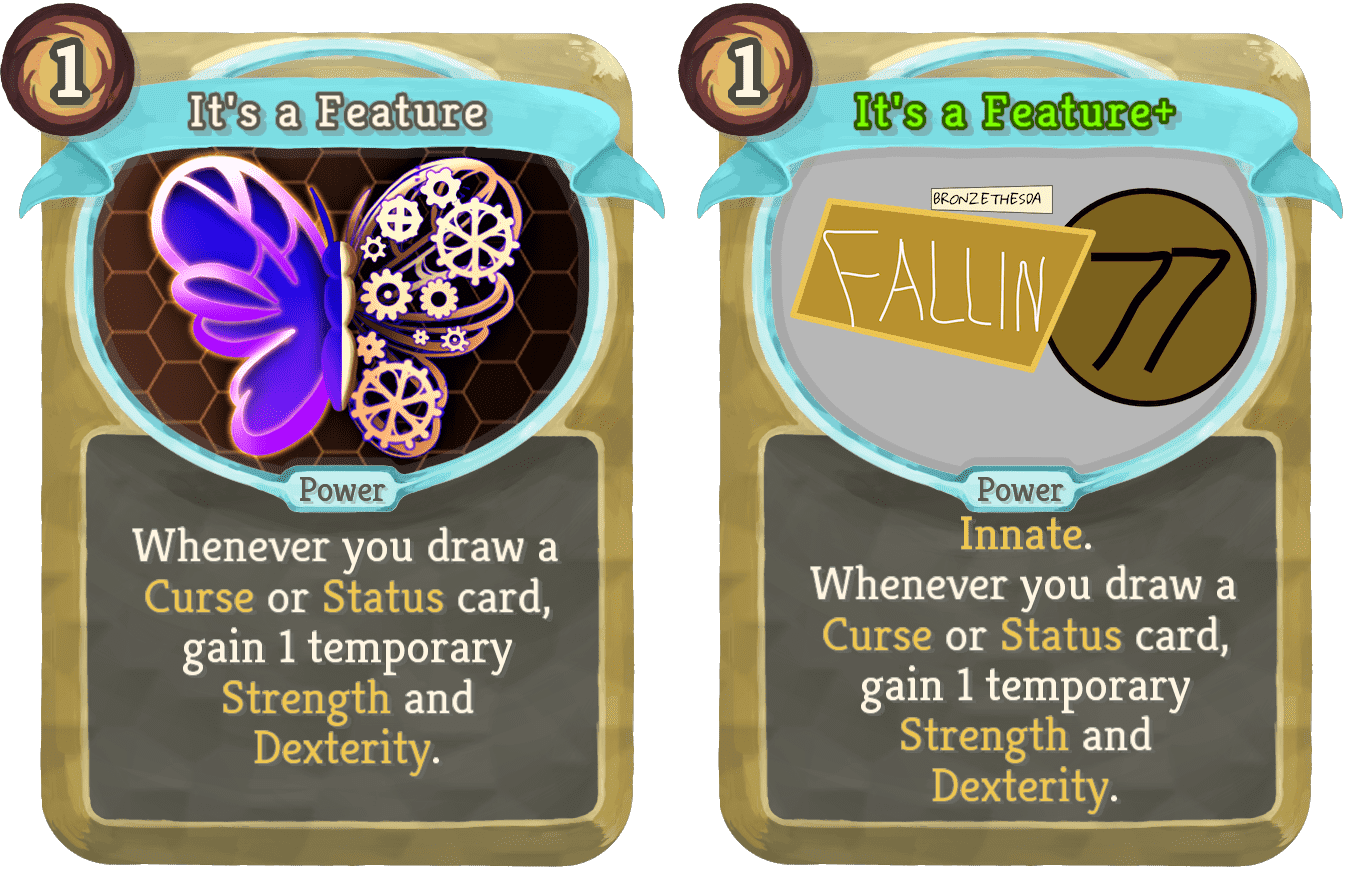 1
It's a Feature
Power
Whenever you draw a
Curse or Status card,
gain 1 temporary
Strength and
Dexterity.
1
It's a Feature+
BRONZETHESDA
FALLIN
77
Power
Innate.
Whenever you draw a
Curse or Status card,
gain 1 temporary
Strength and
Dexterity.